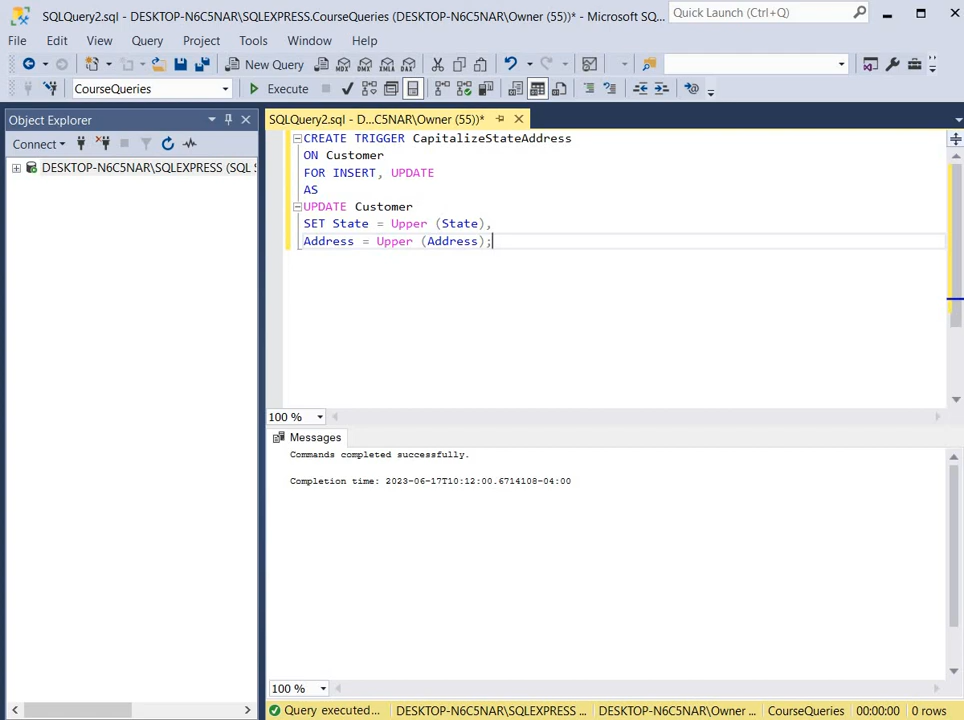 SQLQuery2.sql - DESKTOP-N6C5NAR\SQLEXPRESS.CourseQueries (DESKTOP-N6C5NAR\Owner (55))* - Microsoft SQ...
Quick Launch (Ctrl+Q)
File Edit View Query Project Tools Window Help
New Query
MDX DMX XMLA DAX
CourseQueries Execute
Object Explorer
SQLQuery2.sql - D...C5NAR\Owner (55))*
Connect
DESKTOP-N6C5NAR\SQLEXPRESS (SQL S
CREATE TRIGGER CapitalizeStateAddress
ON Customer
FOR INSERT, UPDATE
AS
UPDATE Customer
SET State = Upper (State),
Address = Upper (Address);
100 %
Messages
Commands completed successfully.
Completion time: 2023-06-17T10:12:00.6714108-04:00
100 %
Query executed... DESKTOP-N6C5NAR\SQLEXPRESS ... DESKTOP-N6C5NAR\Owner ... CourseQueries 00:00:00 0 rows